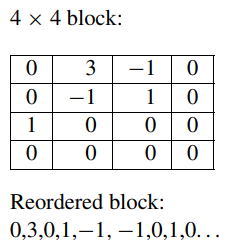 4 × 4 block:
0 3 −1 0
0 −1 1 0
1 0 0 0
0 0 0 0
Reordered block:
0,3,0,1,−1, −1,0,1,0...